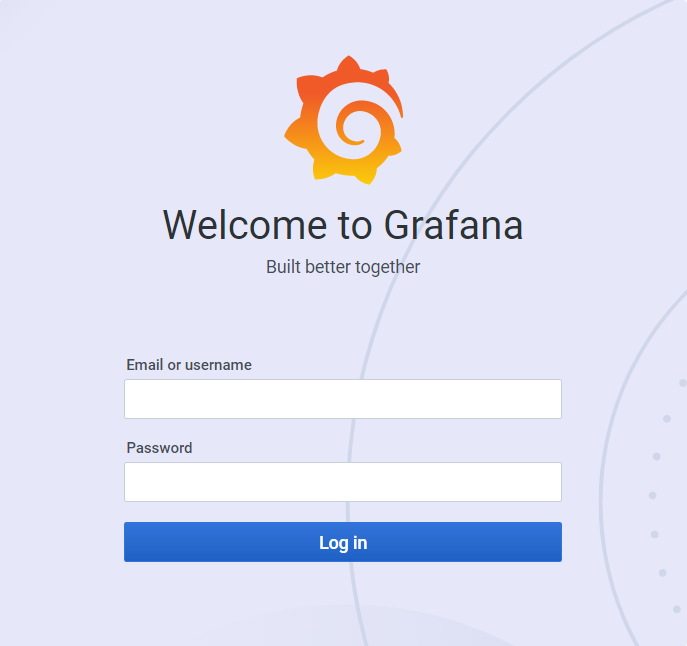 Welcome to Grafana
Built better together
Email or username
Password
Log in